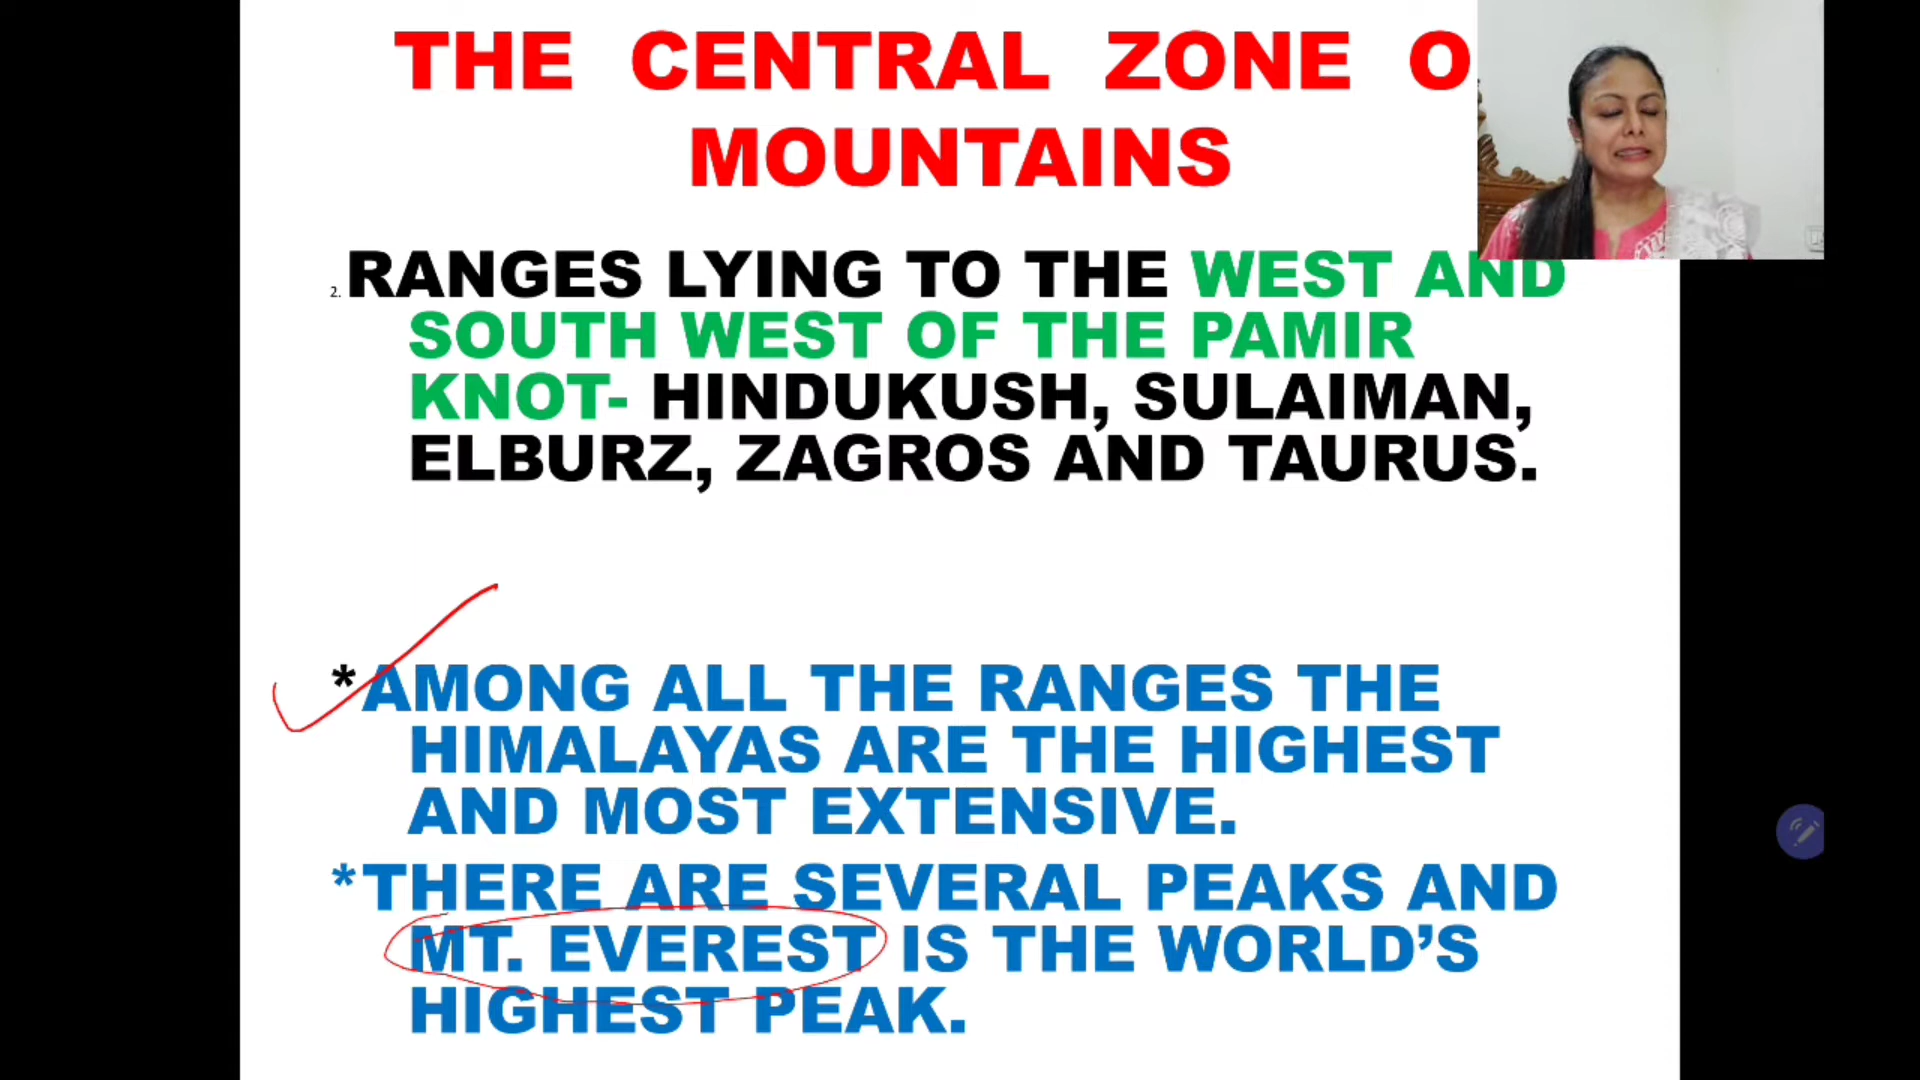 THE CENTRAL ZONE O
MOUNTAINS
2. RANGES LYING TO THE WEST AND
SOUTH WEST OF THE PAMIR
KNOT- HINDUKUSH, SULAIMAN,
ELBURZ, ZAGROS AND TAURUS.
*AMONG ALL THE RANGES THE
HIMALAYAS ARE THE HIGHEST
AND MOST EXTENSIVE.
*THERE ARE SEVERAL PEAKS AND
MT. EVEREST IS THE WORLD’S
HIGHEST PEAK.